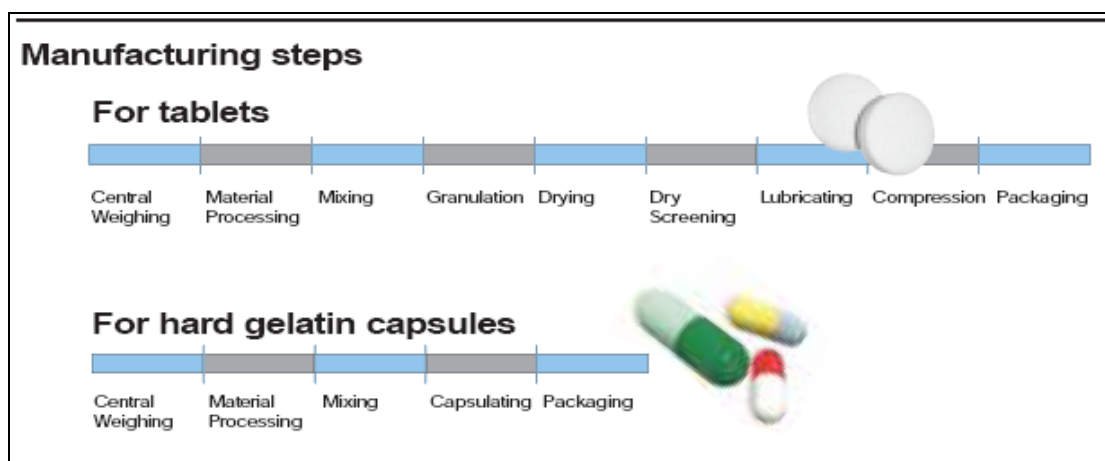 Manufacturing steps
For tablets
Central Material Mixing Granulation Drying Dry Lubricating Compression Packaging
Weighing Processing Screening
For hard gelatin capsules
Central Material Mixing Capsulating Packaging
Weighing Processing